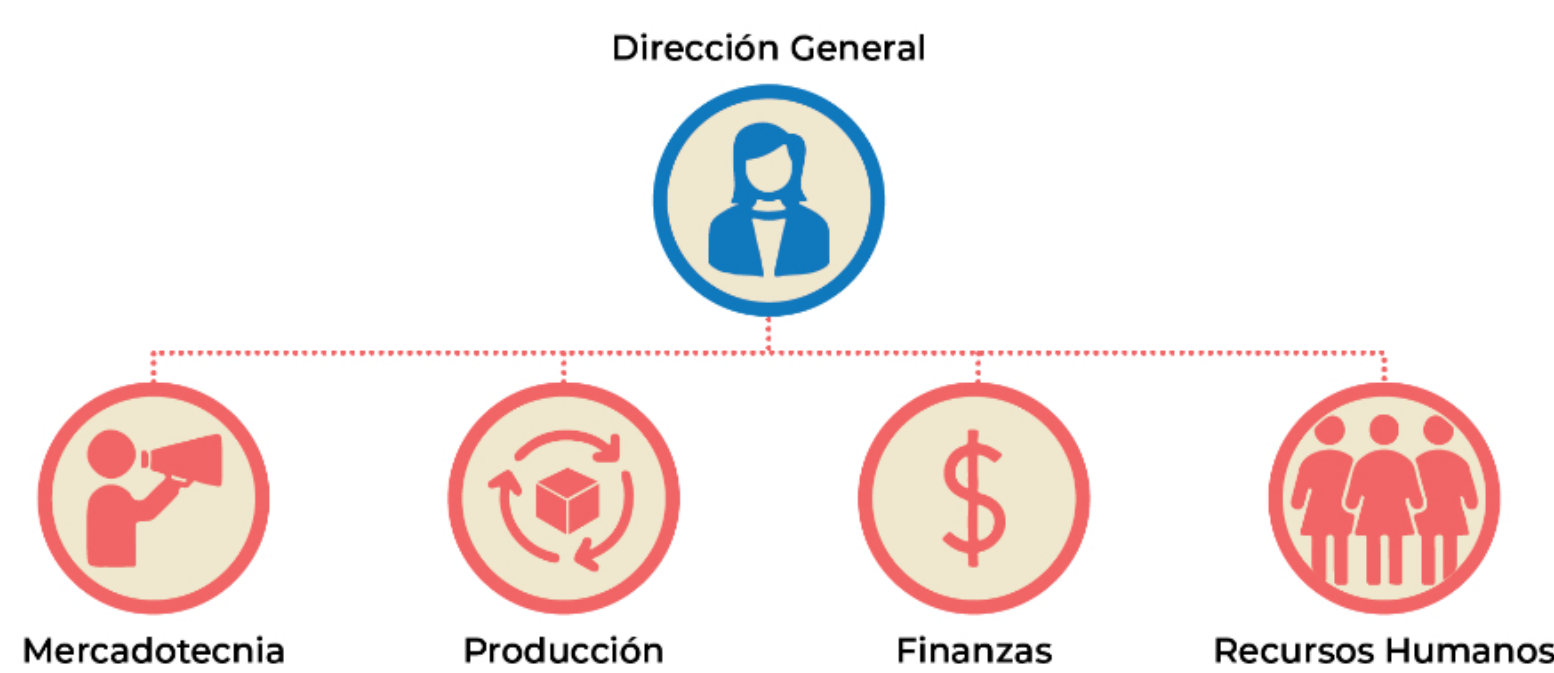 Dirección General
Mercadotecnia
Producción
Finanzas
Recursos Humanos